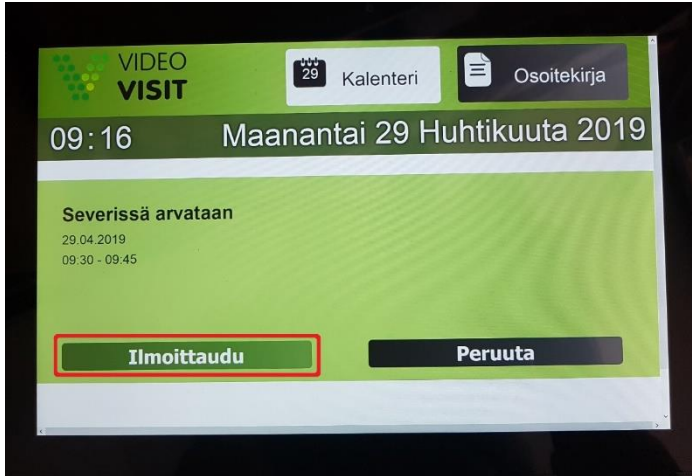 VIDEO
VISIT
29
Kalenteri
Osoitekirja
09:16
Maanantai 29 Huhtikuuta 2019
Severissä arvataan
29.04.2019
09:30 - 09:45
Ilmoittaudu
Peruuta